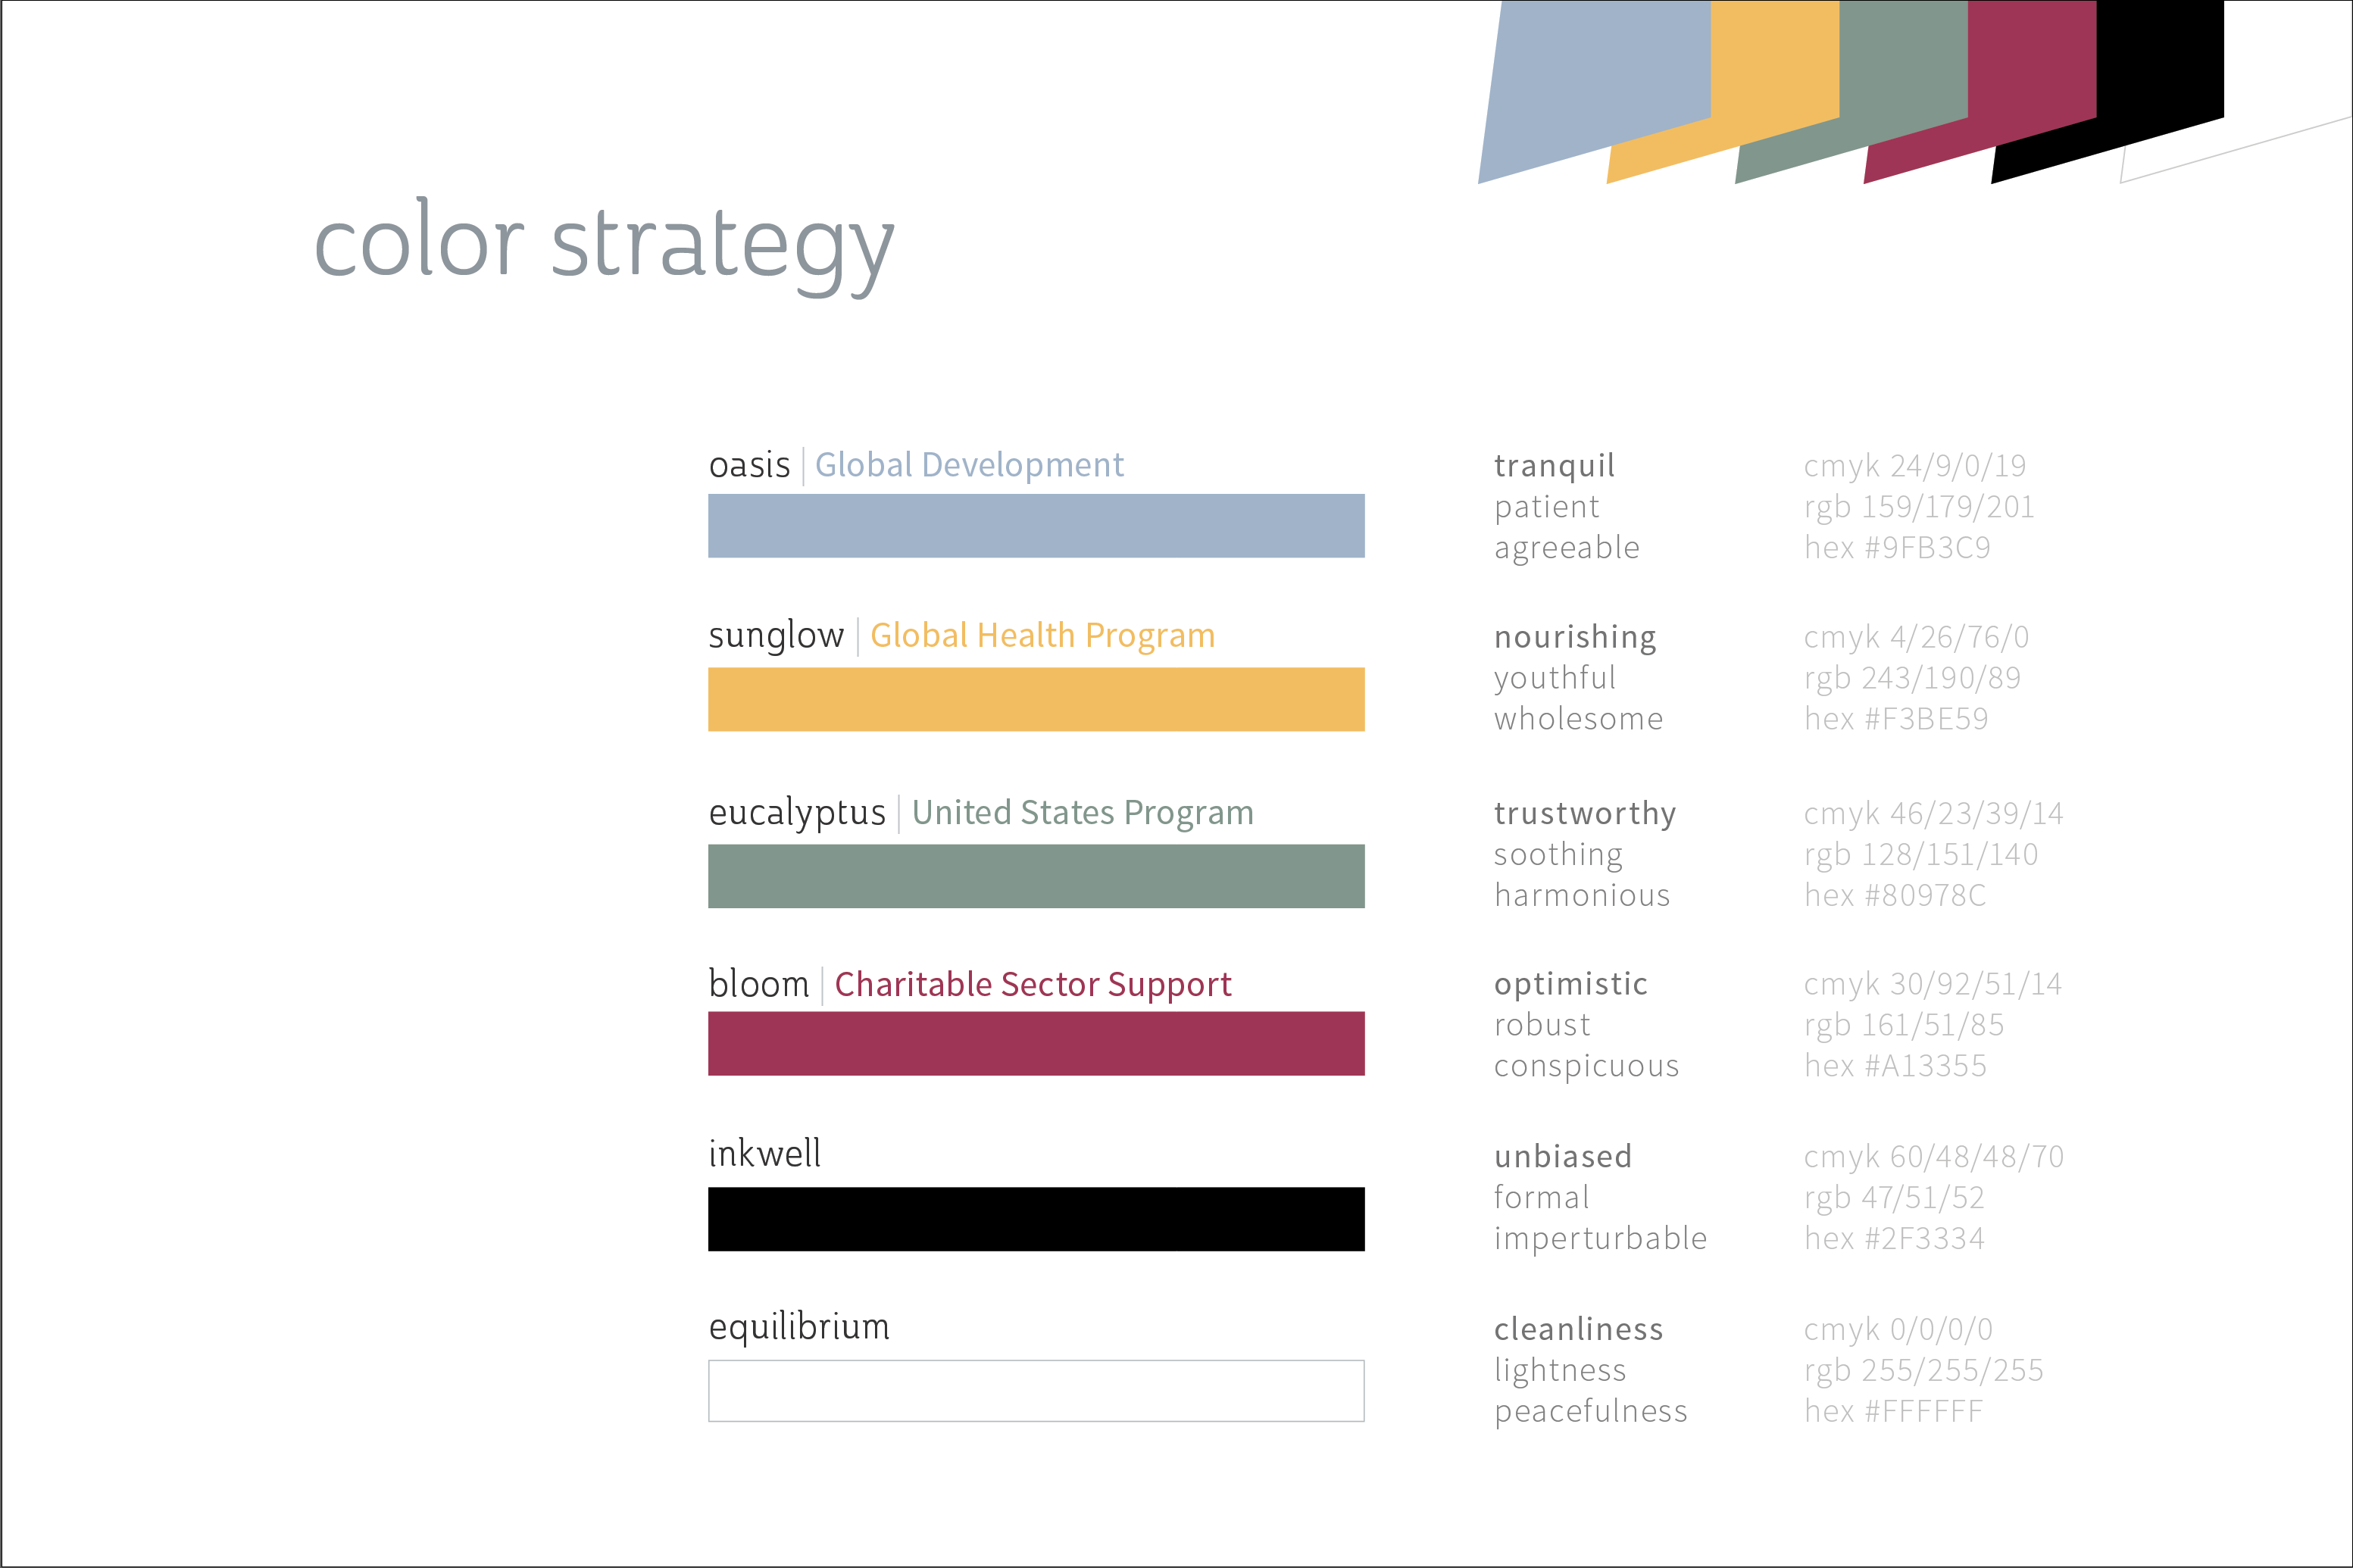 color strategy
oasis | Global Development
tranquil
patient
agreeable
cmyk 24/9/0/19
rgb 159/179/201
hex #9FB3C9
sunglow | Global Health Program
nourishing
youthful
wholesome
cmyk 4/26/76/0
rgb 243/190/89
hex #F3BE59
eucalyptus | United States Program
trustworthy
soothing
harmonious
cmyk 46/23/39/14
rgb 128/151/140
hex #80978C
bloom | Charitable Sector Support
optimistic
robust
conspicuous
cmyk 30/92/51/14
rgb 161/51/85
hex #A13355
inkwell
unbiased
formal
imperturbable
cmyk 60/48/48/70
rgb 47/51/52
hex #2F3334
equilibrium
cleanliness
lightness
peacefulness
cmyk 0/0/0/0
rgb 255/255/255
hex #FFFFFF